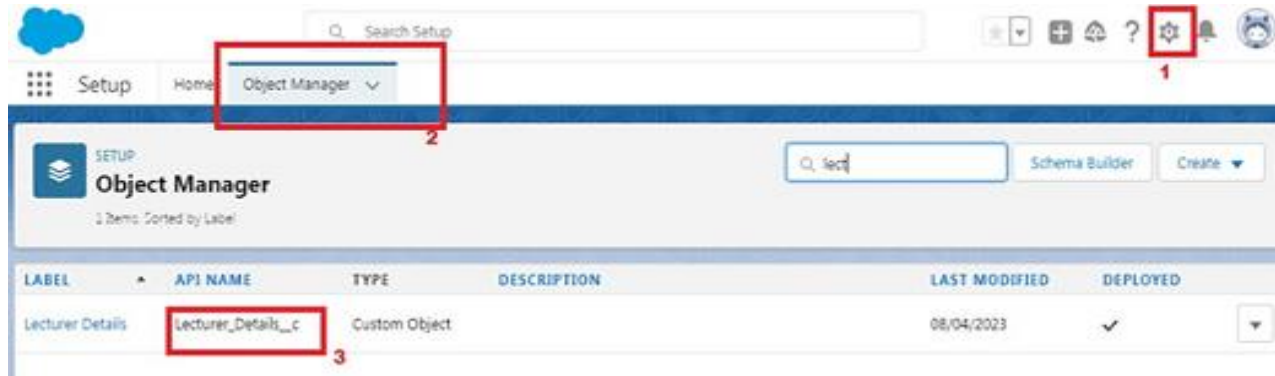 Search Setup
1
Setup Home Object Manager
2
SETUP
Object Manager
1 Items, Sorted by Label
lect
Schema Builder
Create
LABEL API NAME TYPE DESCRIPTION LAST MODIFIED DEPLOYED
Lecturer Details Lecturer_Details__c Custom Object 08/04/2023
3